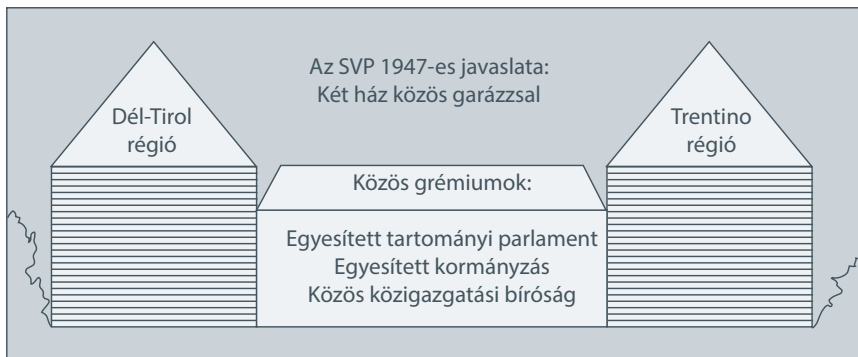 Az SVP 1947-es javaslata:
Két ház közös garázzsal
Dél-Tirol
régió
Trentino
régió
Közös grémiumok:
Egyesített tartományi parlament
Egyesített kormányzás
Közös közigazgatási bíróság